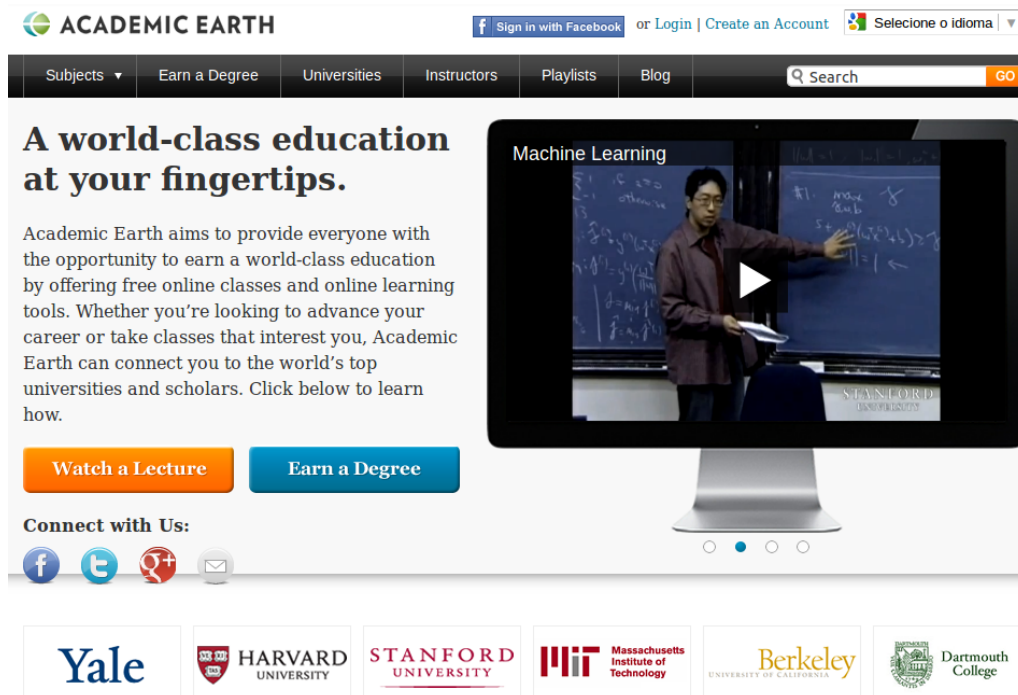 ACADEMIC EARTH
f Sign in with Facebook or Login | Create an Account Selecione o idioma ▼
Subjects ▼ Earn a Degree Universities Instructors Playlists Blog Search GO
A world-class education
at your fingertips.
Academic Earth aims to provide everyone with
the opportunity to earn a world-class education
by offering free online classes and online learning
tools. Whether you're looking to advance your
career or take classes that interest you, Academic
Earth can connect you to the world's top
universities and scholars. Click below to learn
how.
Watch a Lecture Earn a Degree
Connect with Us:
Machine Learning
otherwise
max
STANFORD
UNIVERSITY
Yale
HARVARD
UNIVERSITY
STANFORD
UNIVERSITY
MIT
Massachusetts
Institute of
Technology
Berkeley
UNIVERSITY OF CALIFORNIA
Dartmouth
College